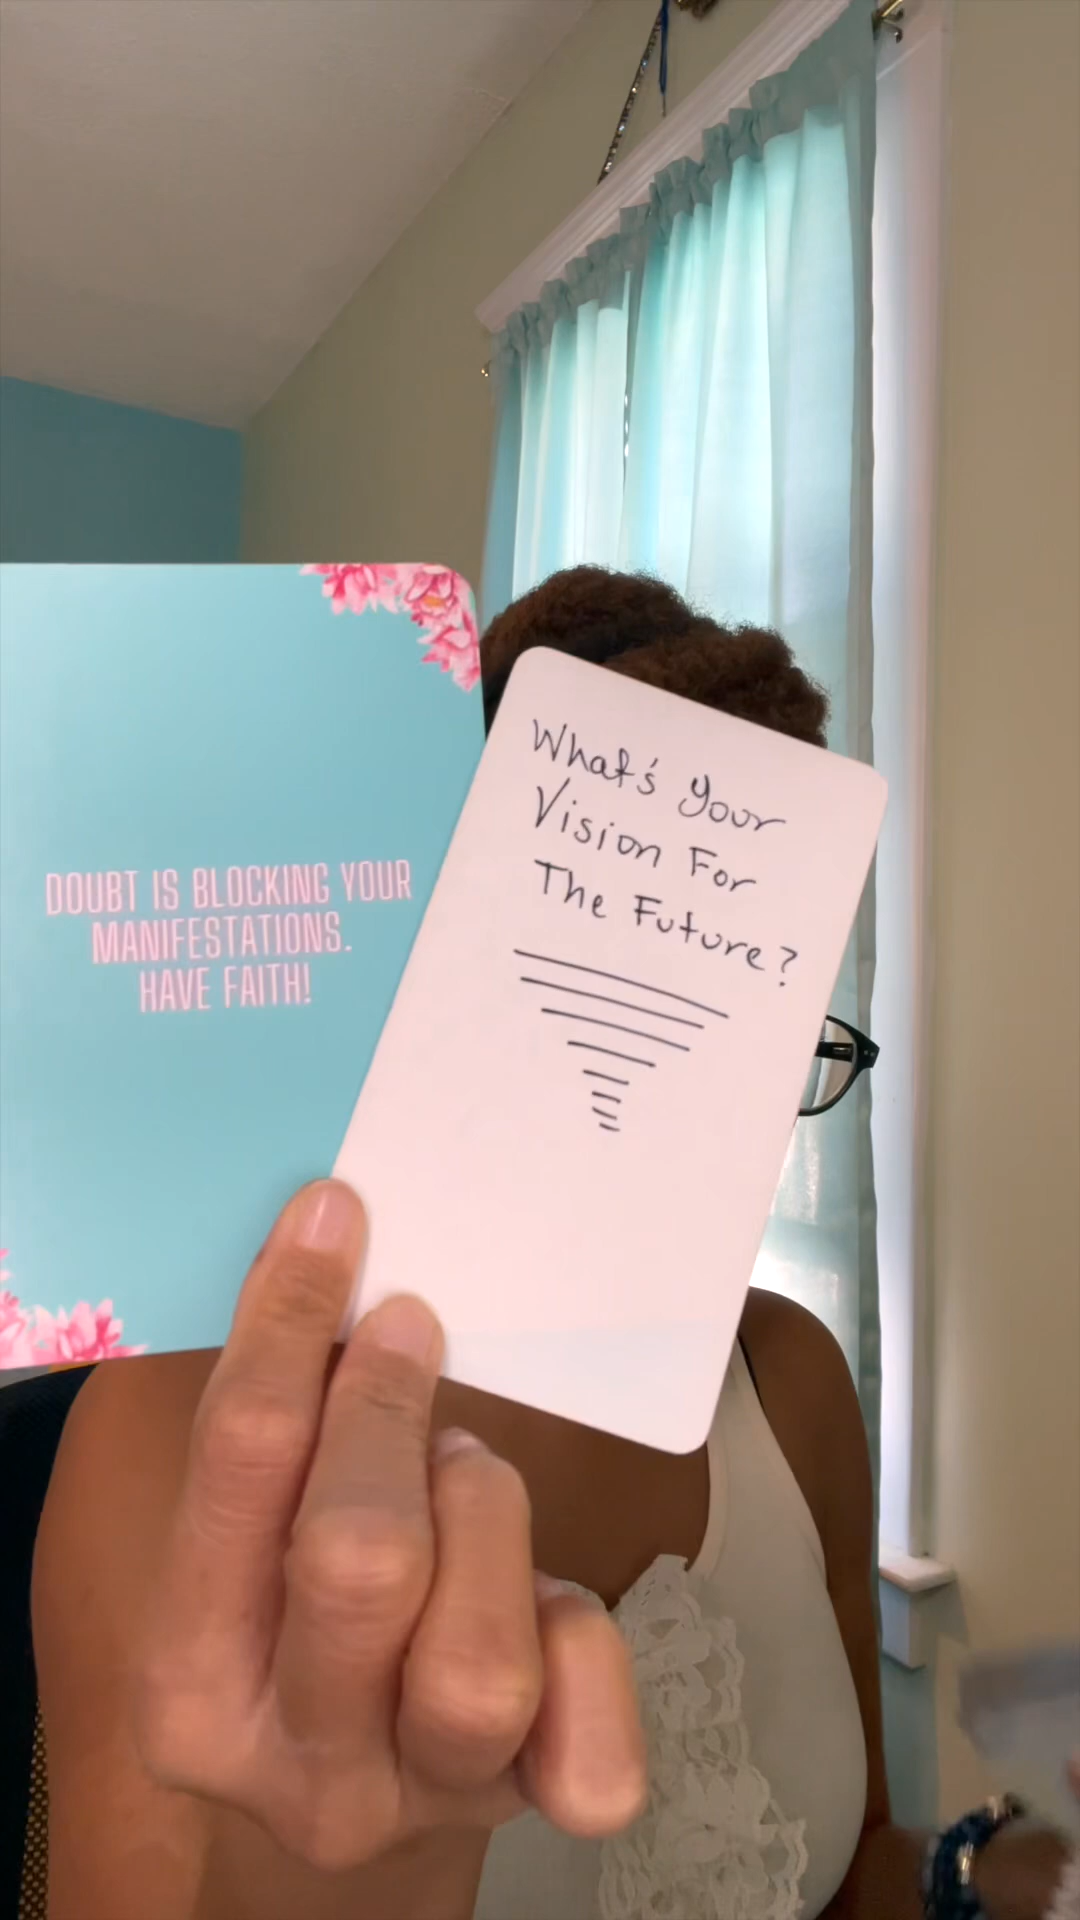 DOUBT IS BLOCKING YOUR
MANIFESTATIONS.
HAVE FAITH!
What's Your
Vision For
The Future?